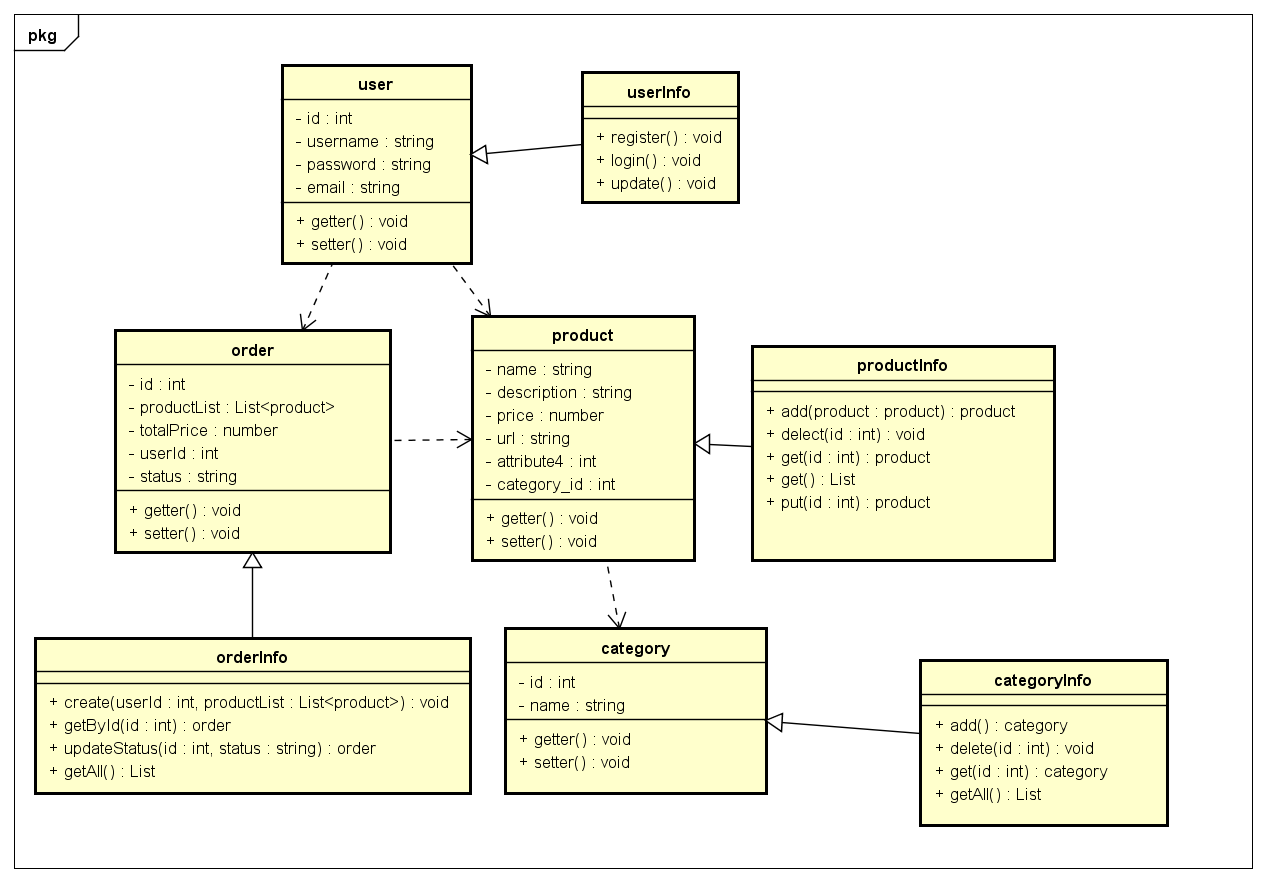 pkg
user
- id : int
- username : string
- password : string
- email : string
+ getter() : void
+ setter() : void
userInfo
+ register() : void
+ login() : void
+ update() : void
order
- id : int
- productList : List<product>
- totalPrice : number
- userId : int
- status : string
+ getter() : void
+ setter() : void
product
- name : string
- description : string
- price : number
- url : string
- attribute4 : int
- category_id : int
+ getter() : void
+ setter() : void
productInfo
+ add(product : product) : product
+ delect(id : int) : void
+ get(id : int) : product
+ get() : List
+ put(id : int) : product
orderInfo
+ create(userId : int, productList : List<product>) : void
+ getById(id : int) : order
+ updateStatus(id : int, status : string) : order
+ getAll() : List
category
- id : int
- name : string
+ getter() : void
+ setter() : void
categoryInfo
+ add() : category
+ delete(id : int) : void
+ get(id : int) : category
+ getAll() : List